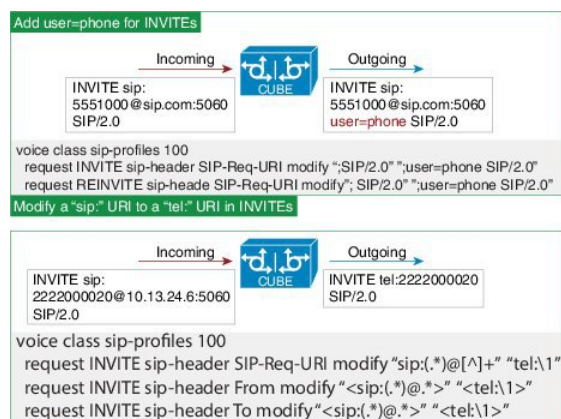 Add user=phone for INVITEs
Incoming
Outgoing
INVITE sip:
5551000@sip.com:5060
SIP/2.0
CUBE
INVITE sip:
5551000@sip.com:5060
user=phone SIP/2.0
voice class sip-profiles 100
request INVITE sip-header SIP-Req-URI modify “;SIP/2.0” ”;user=phone SIP/2.0”
request REINVITE sip-heade SIP-Req-URI modify”; SIP/2.0” ”;user=phone SIP/2.0”
Modify a “sip:” URI to a “tel:” URI in INVITEs
Incoming
Outgoing
INVITE sip:
2222000020@10.13.24.6:5060
SIP/2.0
CUBE
INVITE tel:2222000020
SIP/2.0
voice class sip-profiles 100
request INVITE sip-header SIP-Req-URI modify “sip:(.*)@[^]+” “tel:\1”
request INVITE sip-header From modify “<sip:(.*)@.*>” “<tel:\1>”
request INVITE sip-header To modify “<sip:(.*)@.*>” “<tel:\1>”